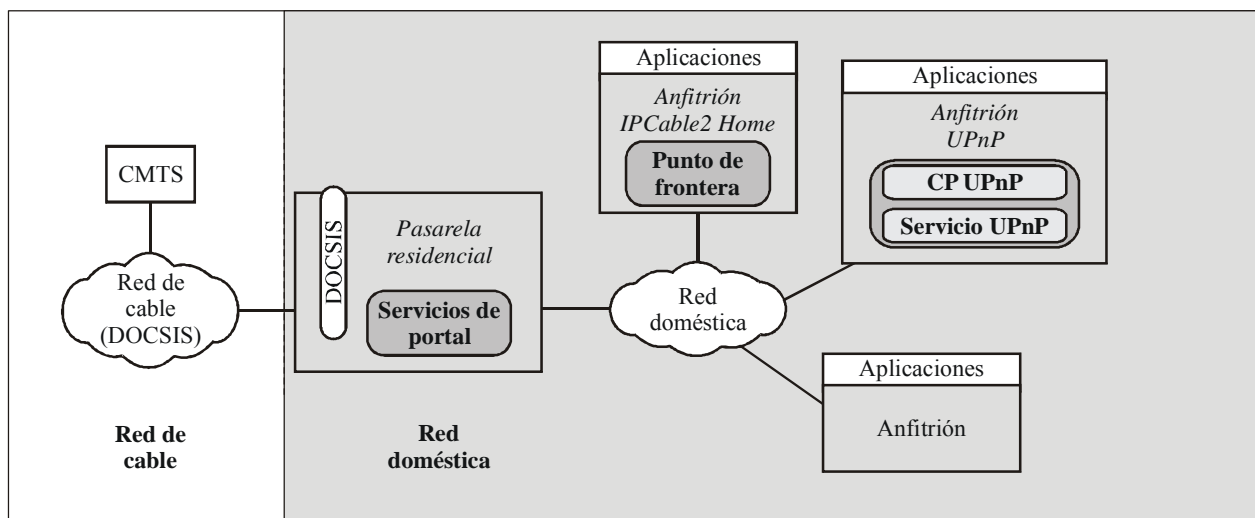 CMTS
Red de
cable
(DOCSIS)
Red de
cable
DOCSIS
Pasarela
residencial
Servicios de
portal
Red
doméstica
Aplicaciones
Anfitrión
IPCable2 Home
Punto de
frontera
Red
doméstica
Aplicaciones
Anfitrión
UPnP
CP UPnP
Servicio UPnP
Aplicaciones
Anfitrión